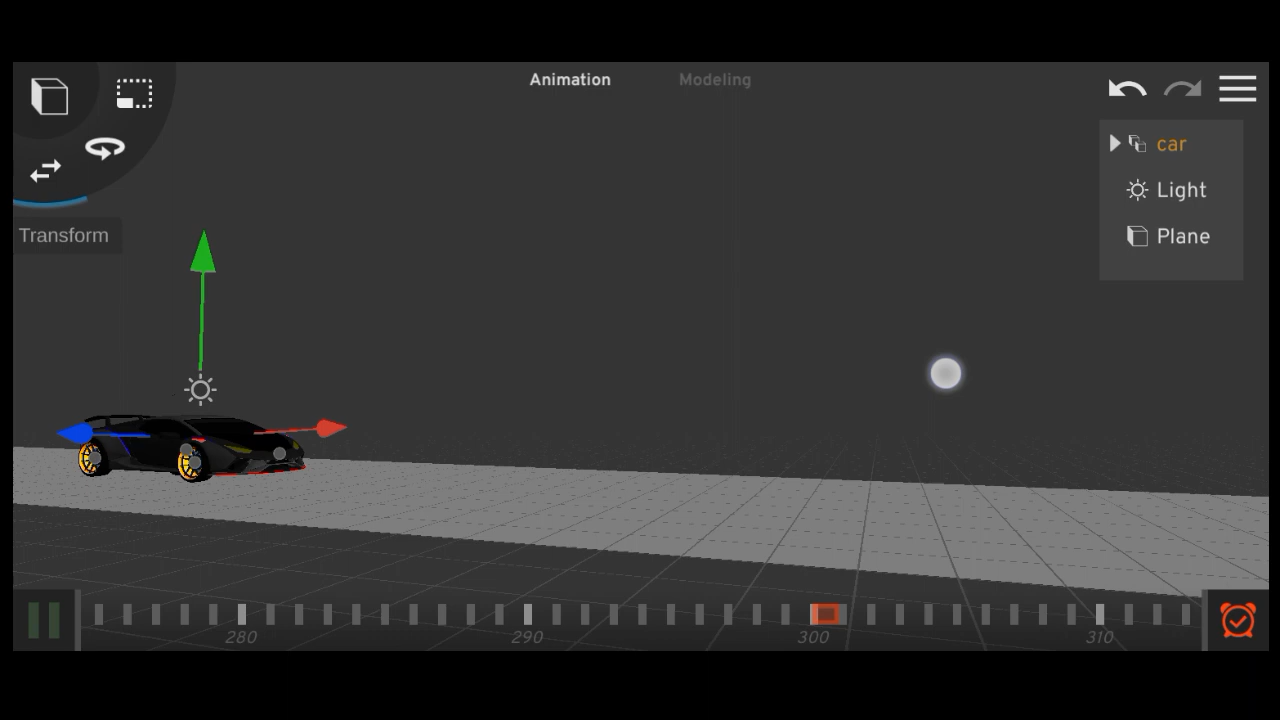 Animation
Modeling
car
Light
Plane
Transform
280
290
300
310